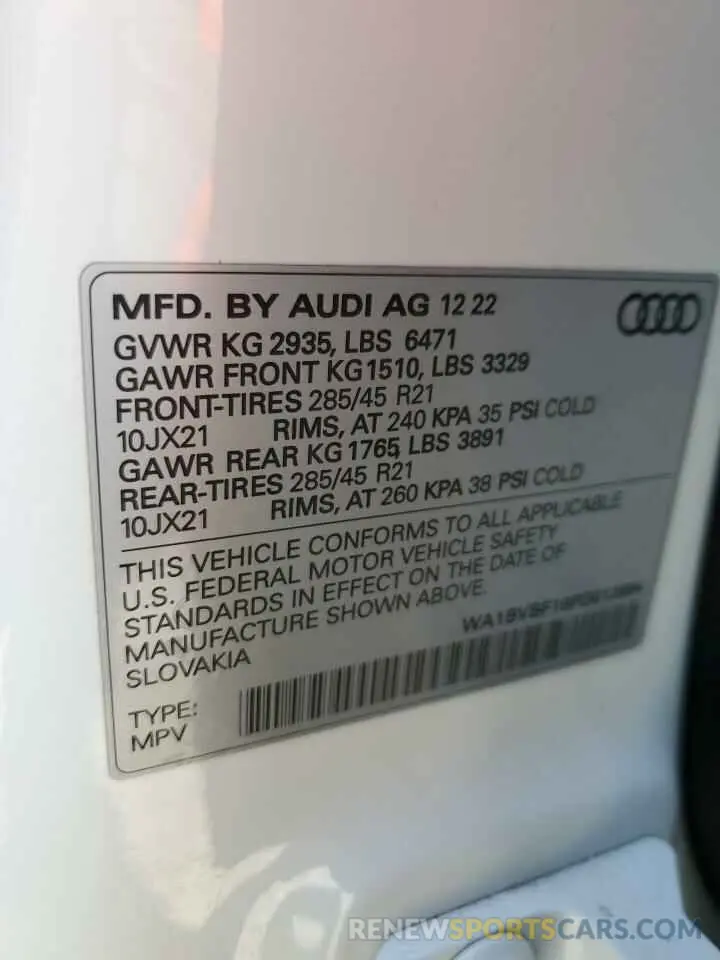 MFD. BY AUDI AG 12 22
GVWR KG 2935, LBS 6471
GAWR FRONT KG1510, LBS 3329
FRONT-TIRES 285/45 R21
10JX21 RIMS, AT 240 KPA 35 PSI COLD
GAWR REAR KG 1765, LBS 3891
REAR-TIRES 285/45 R21
10JX21 RIMS, AT 260 KPA 38 PSI COLD
THIS VEHICLE CONFORMS TO ALL APPLICABLE
U.S. FEDERAL MOTOR VEHICLE SAFETY
STANDARDS IN EFFECT ON THE DATE OF
MANUFACTURE SHOWN ABOVE.
SLOVAKIA
TYPE:
MPV
RENEWSPORTSCARS.COM